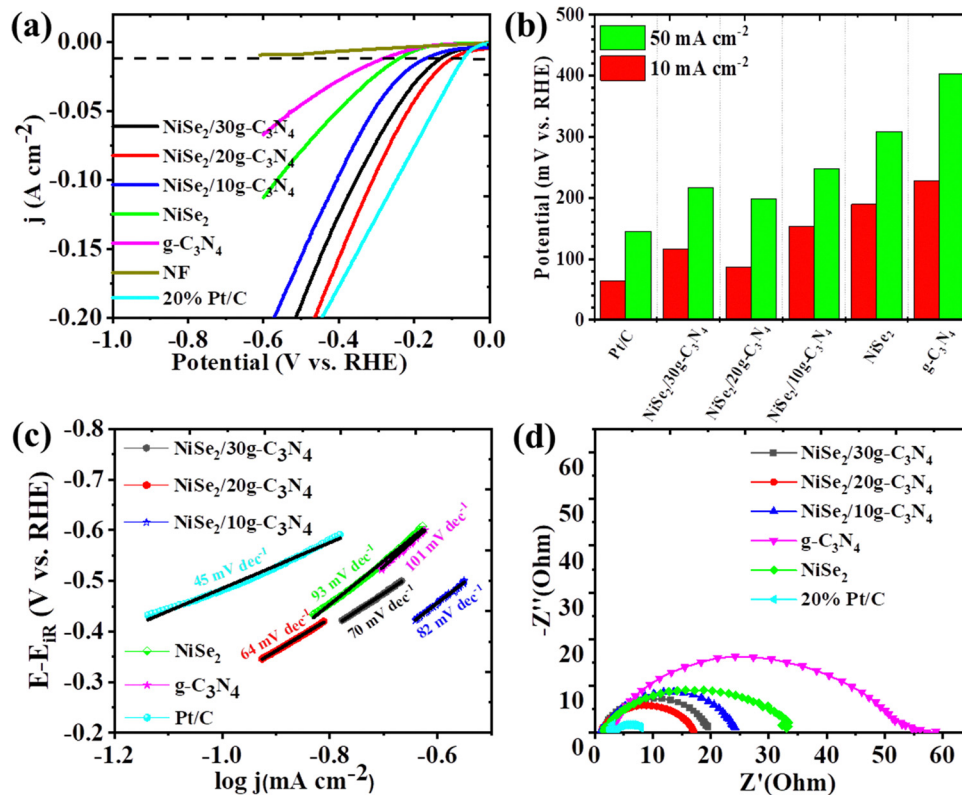 (a)
0.00
-0.05
-0.10
-0.15
-0.20
j (A cm⁻²)
NiSe₂/30g-C₃N₄
NiSe₂/20g-C₃N₄
NiSe₂/10g-C₃N₄
NiSe₂
g-C₃N₄
NF
20% Pt/C
-1.0 -0.8 -0.6 -0.4 -0.2 0.0
Potential (V vs. RHE)
(b)
500
400
300
200
100
0
Potential (mV vs. RHE)
50 mA cm⁻²
10 mA cm⁻²
Pt/C
NiSe₂/30g-C₃N₄
NiSe₂/20g-C₃N₄
NiSe₂/10g-C₃N₄
NiSe₂
g-C₃N₄
(c)
-0.8
-0.7
-0.6
-0.5
-0.4
-0.3
-0.2
E-E_iR (V vs. RHE)
NiSe₂/30g-C₃N₄
NiSe₂/20g-C₃N₄
NiSe₂/10g-C₃N₄
45 mV dec⁻¹
93 mV dec⁻¹
101 mV dec⁻¹
64 mV dec⁻¹
70 mV dec⁻¹
82 mV dec⁻¹
NiSe₂
g-C₃N₄
Pt/C
-1.2 -1.0 -0.8 -0.6
log j(mA cm⁻²)
(d)
60
50
40
30
20
10
0
-Z''(Ohm)
NiSe₂/30g-C₃N₄
NiSe₂/20g-C₃N₄
NiSe₂/10g-C₃N₄
g-C₃N₄
NiSe₂
20% Pt/C
0 10 20 30 40 50 60
Z'(Ohm)